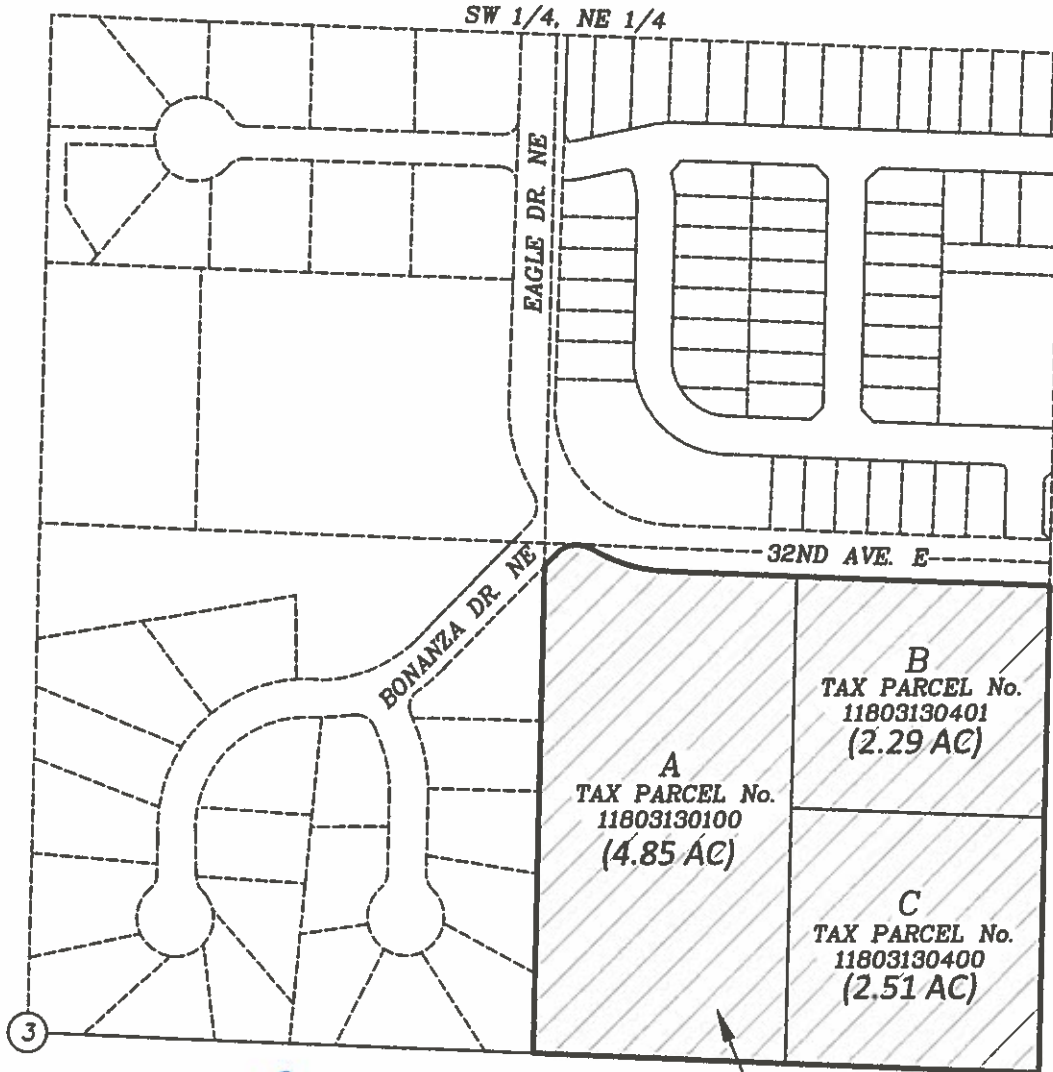 SW 1/4, NE 1/4
EAGLE DR. NE
32ND AVE. E
BONANZA DR. NE
B
TAX PARCEL No.
11803130401
(2.29 AC)
A
TAX PARCEL No.
11803130100
(4.85 AC)
C
TAX PARCEL No.
11803130400
(2.51 AC)
3